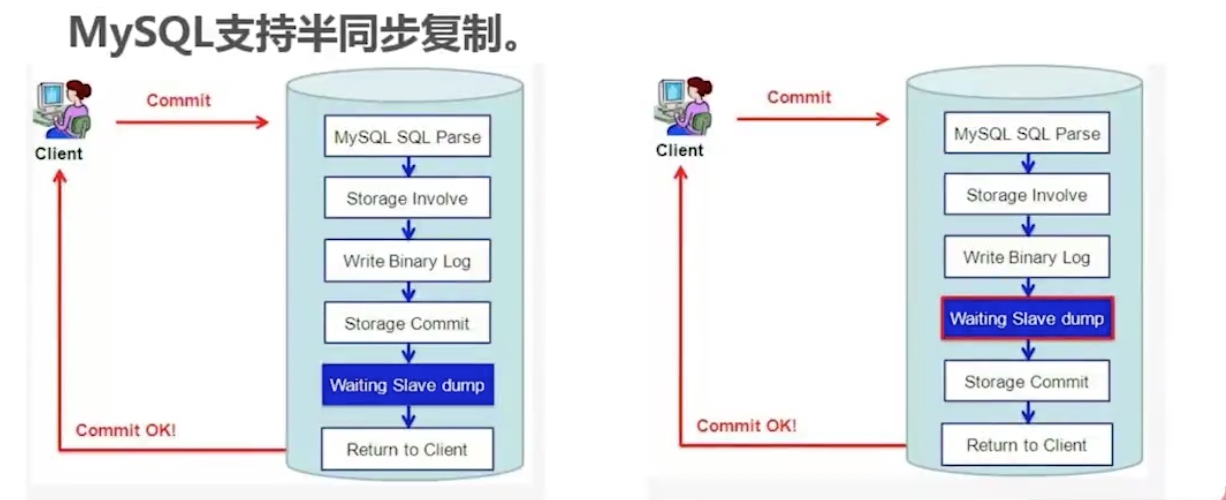 MySQL支持半同步复制。
Commit
Client
MySQL SQL Parse
Storage Involve
Write Binary Log
Storage Commit
Waiting Slave dump
Return to Client
Commit OK!
Commit
Client
MySQL SQL Parse
Storage Involve
Write Binary Log
Waiting Slave dump
Storage Commit
Return to Client
Commit OK!